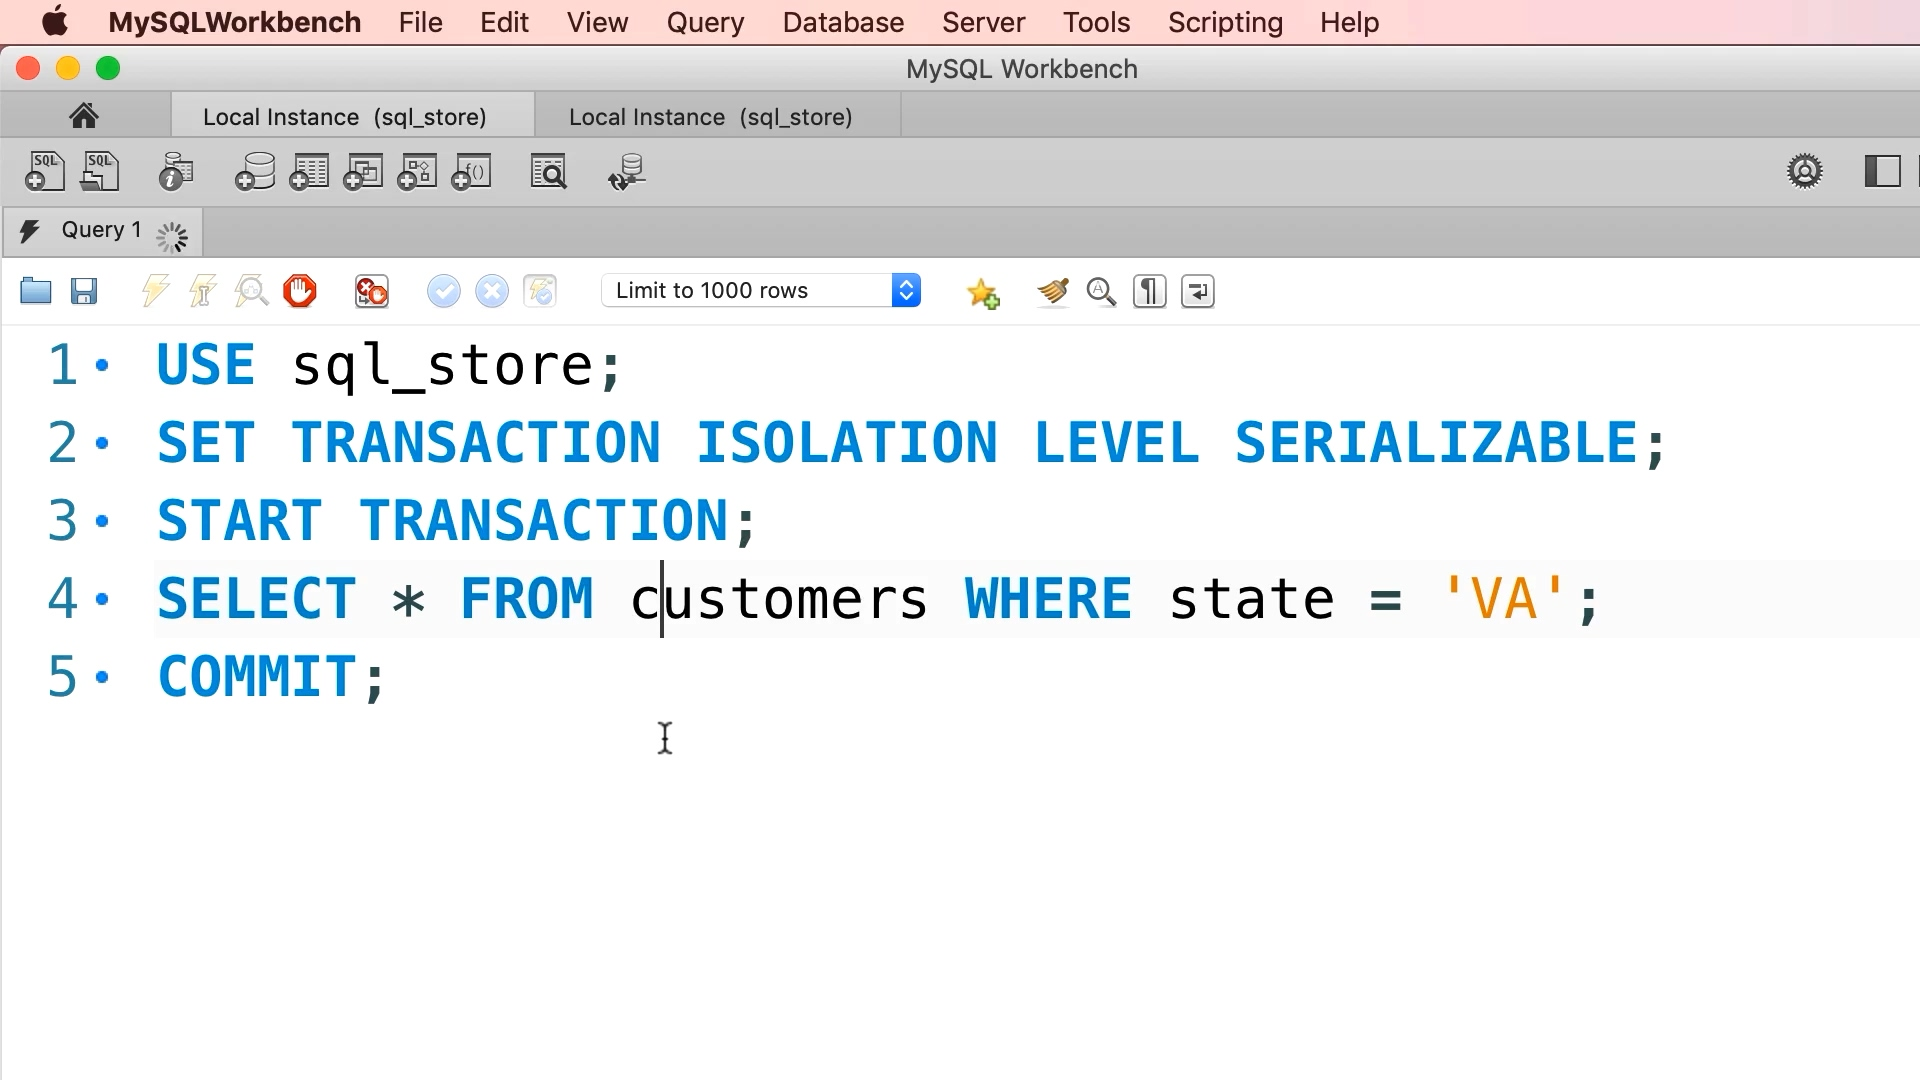 MySQLWorkbench File Edit View Query Database Server Tools Scripting Help
MySQL Workbench
Local Instance (sql_store) Local Instance (sql_store)
SQL SQL
Query 1
Limit to 1000 rows
1 USE sql_store;
2 SET TRANSACTION ISOLATION LEVEL SERIALIZABLE;
3 START TRANSACTION;
4 SELECT * FROM customers WHERE state = 'VA';
5 COMMIT;